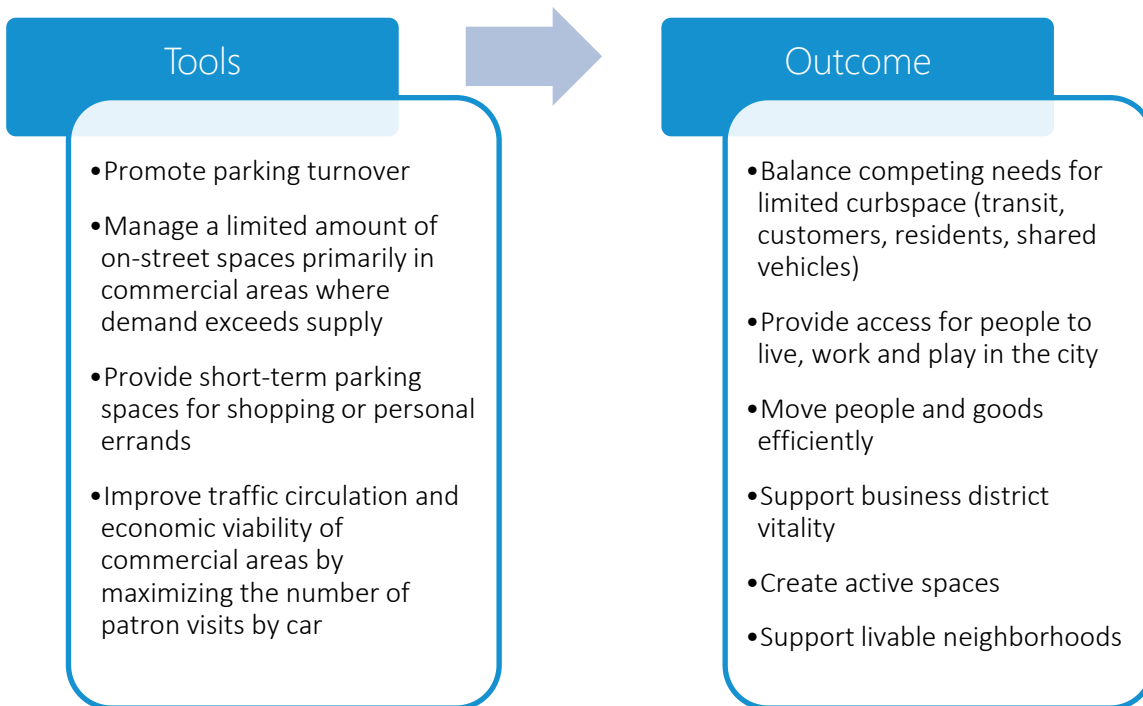 Tools
•Promote parking turnover
•Manage a limited amount of
on-street spaces primarily in
commercial areas where
demand exceeds supply
•Provide short-term parking
spaces for shopping or personal
errands
•Improve traffic circulation and
economic viability of
commercial areas by
maximizing the number of
patron visits by car
Outcome
•Balance competing needs for
limited curbspace (transit,
customers, residents, shared
vehicles)
•Provide access for people to
live, work and play in the city
•Move people and goods
efficiently
•Support business district
vitality
•Create active spaces
•Support livable neighborhoods